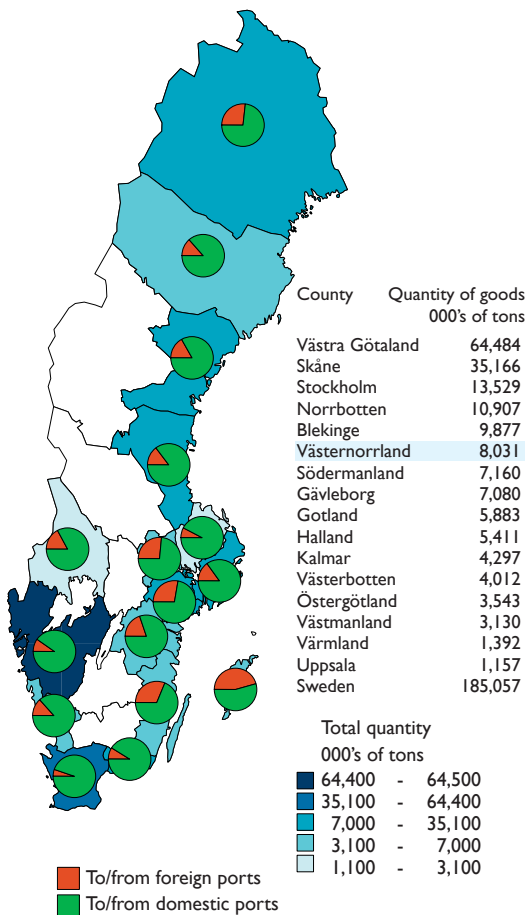 County Quantity of goods
000's of tons
Västra Götaland 64,484
Skåne 35,166
Stockholm 13,529
Norrbotten 10,907
Blekinge 9,877
Västernorrland 8,031
Södermanland 7,160
Gävleborg 7,080
Gotland 5,883
Halland 5,411
Kalmar 4,297
Västerbotten 4,012
Östergötland 3,543
Västmanland 3,130
Värmland 1,392
Uppsala 1,157
Sweden 185,057
Total quantity
000's of tons
64,400 - 64,500
35,100 - 64,400
7,000 - 35,100
3,100 - 7,000
1,100 - 3,100
To/from foreign ports
To/from domestic ports